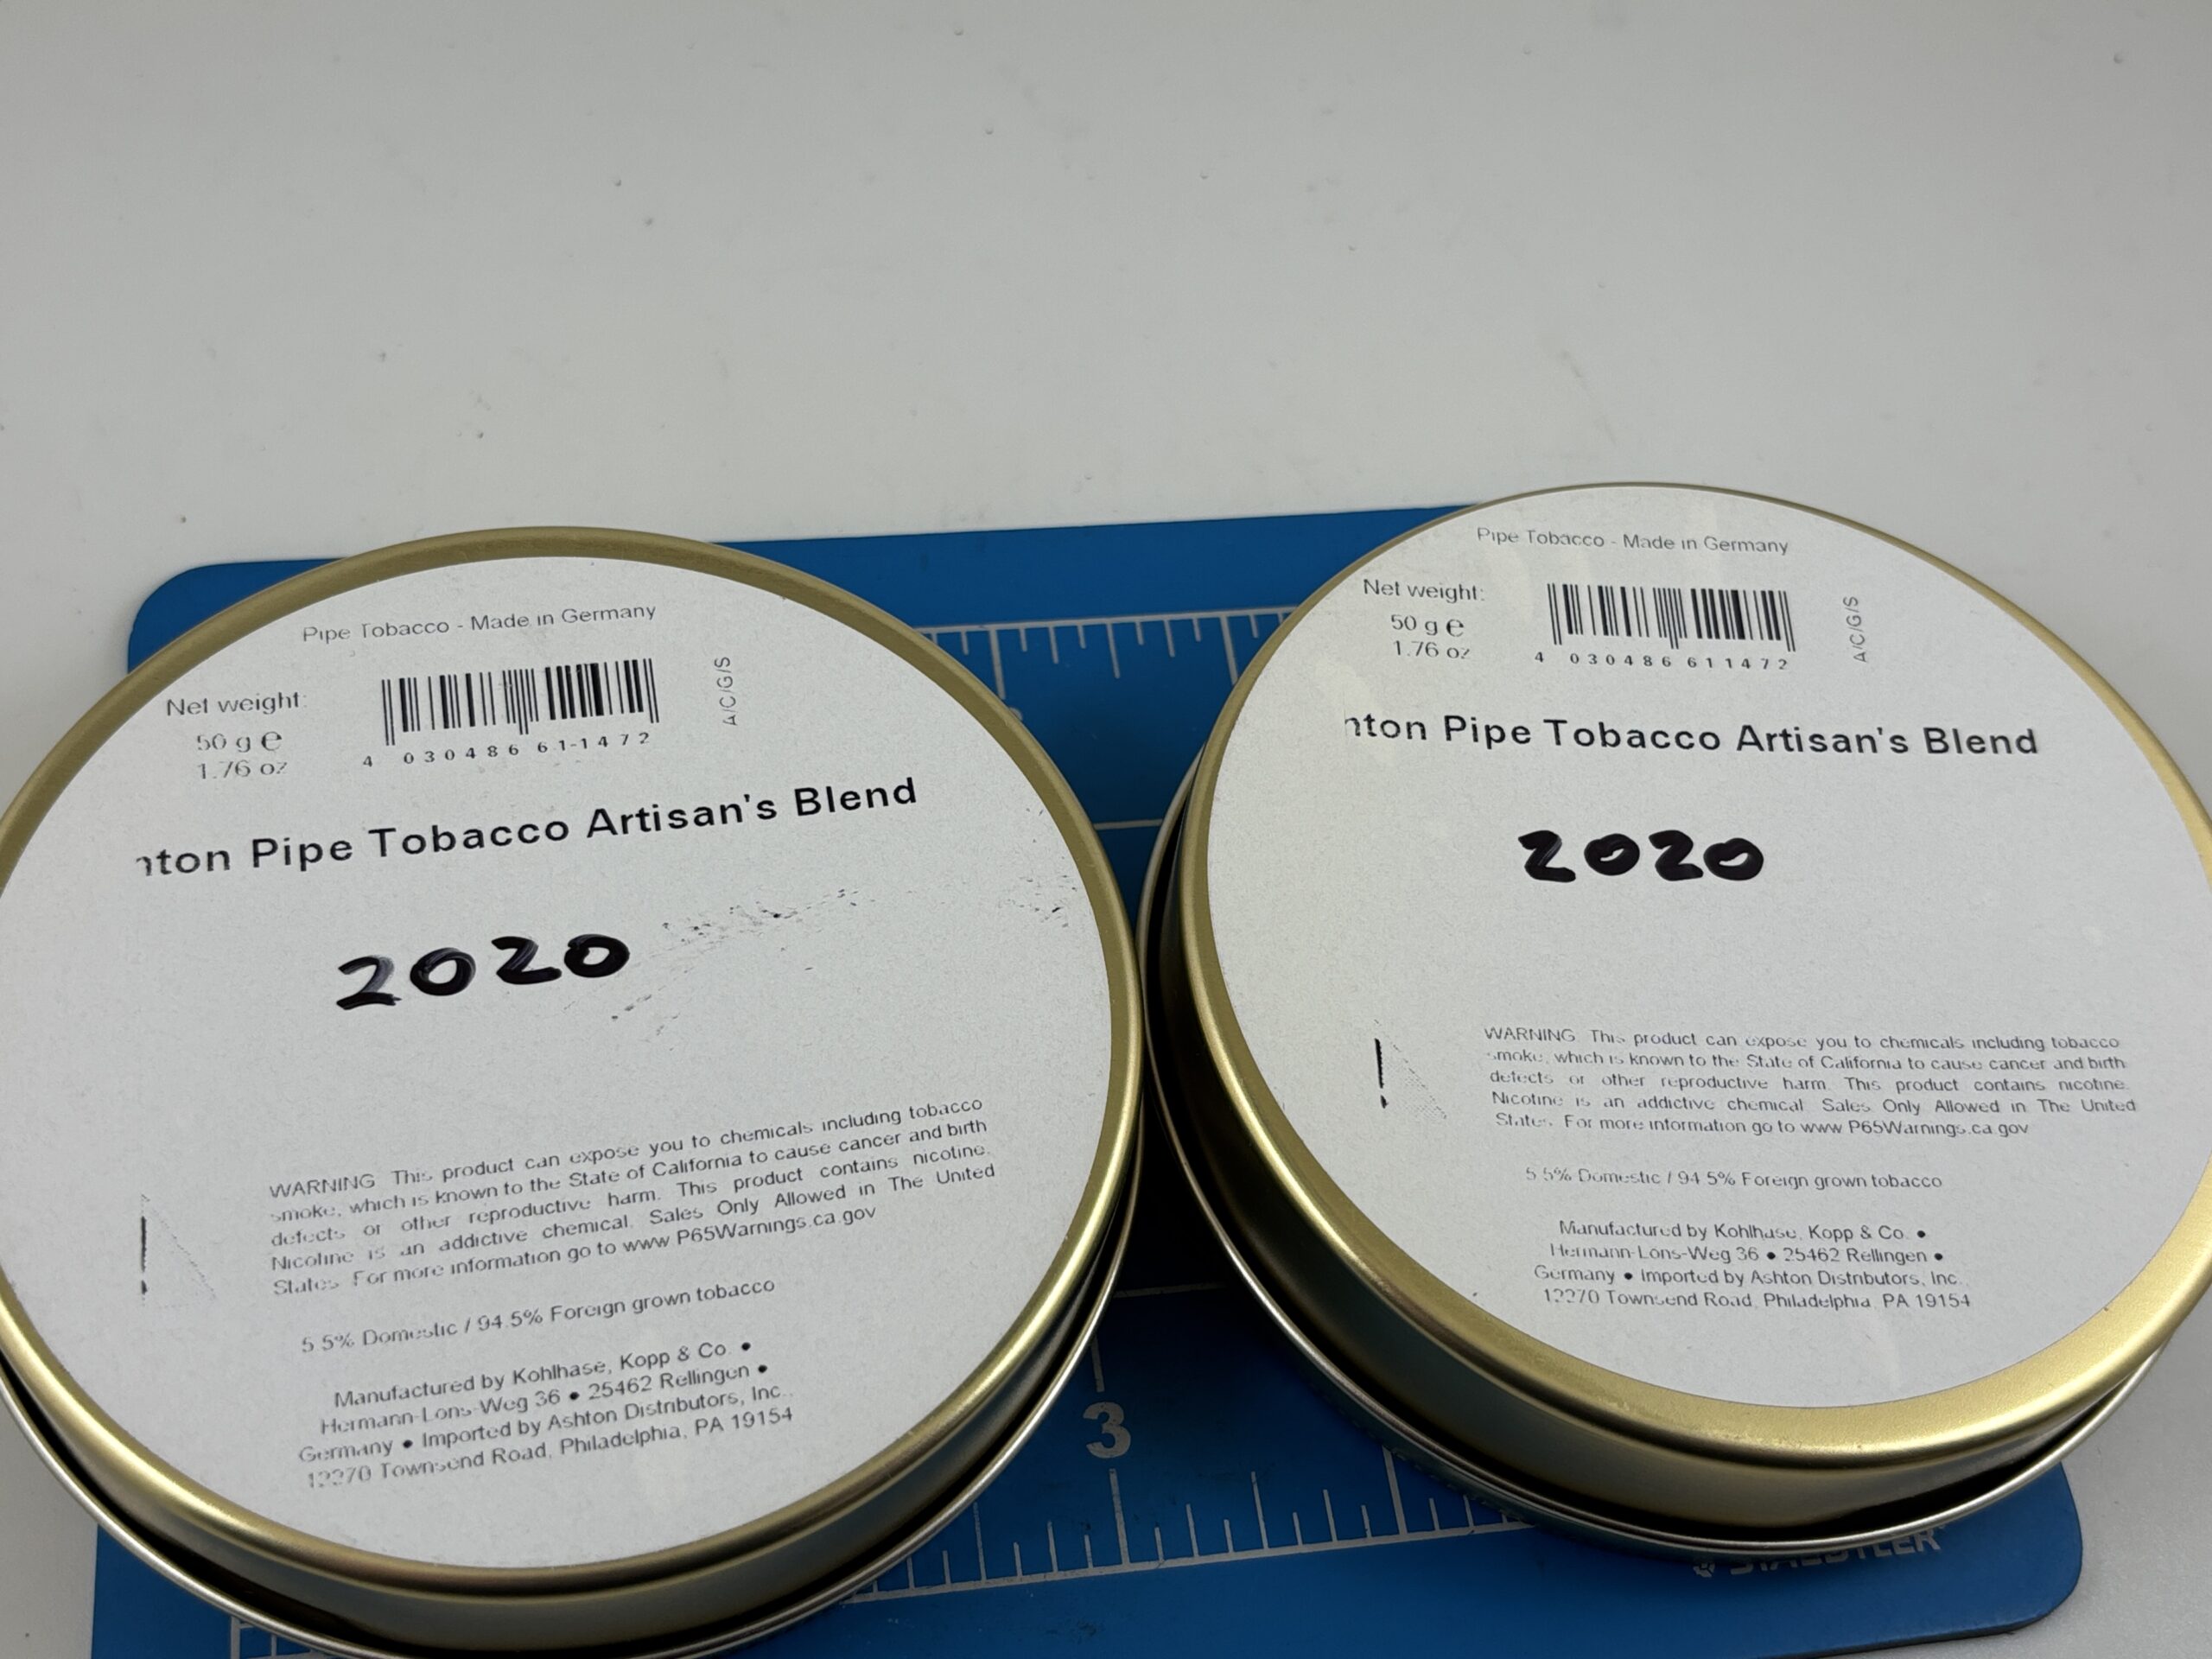 Pipe Tobacco - Made in Germany
Net weight:
50 g e
1.76 oz
4 030486 611472
A/C/G/S
nton Pipe Tobacco Artisan's Blend
2020
WARNING This product can expose you to chemicals including tobacco
smoke, which is known to the State of California to cause cancer and birth
defects or other reproductive harm. This product contains nicotine.
Nicotine is an addictive chemical. Sales Only Allowed in The United
States. For more information go to www P65Warnings.ca.gov
5.5% Domestic / 94.5% Foreign grown tobacco
Manufactured by Kohlhase, Kopp & Co. •
Hermann-Lons-Weg 36 • 25462 Rellingen •
Germany • Imported by Ashton Distributors, Inc.,
12270 Townsend Road, Philadelphia, PA 19154
Pipe Tobacco - Made in Germany
Net weight:
50 g e
1.76 oz
4 030486 611472
A/C/G/S
nton Pipe Tobacco Artisan's Blend
2020
WARNING This product can expose you to chemicals including tobacco
smoke, which is known to the State of California to cause cancer and birth
defects or other reproductive harm. This product contains nicotine.
Nicotine is an addictive chemical Sales Only Allowed in The United
States. For more information go to www P65Warnings.ca.gov
5.5% Domestic / 94.5% Foreign grown tobacco
Manufactured by Kohlhase, Kopp & Co. •
Hermann-Lons-Weg 36 • 25462 Rellingen •
Germany • Imported by Ashton Distributors, Inc.,
12270 Townsend Road, Philadelphia, PA 19154
3
STAEDTLER